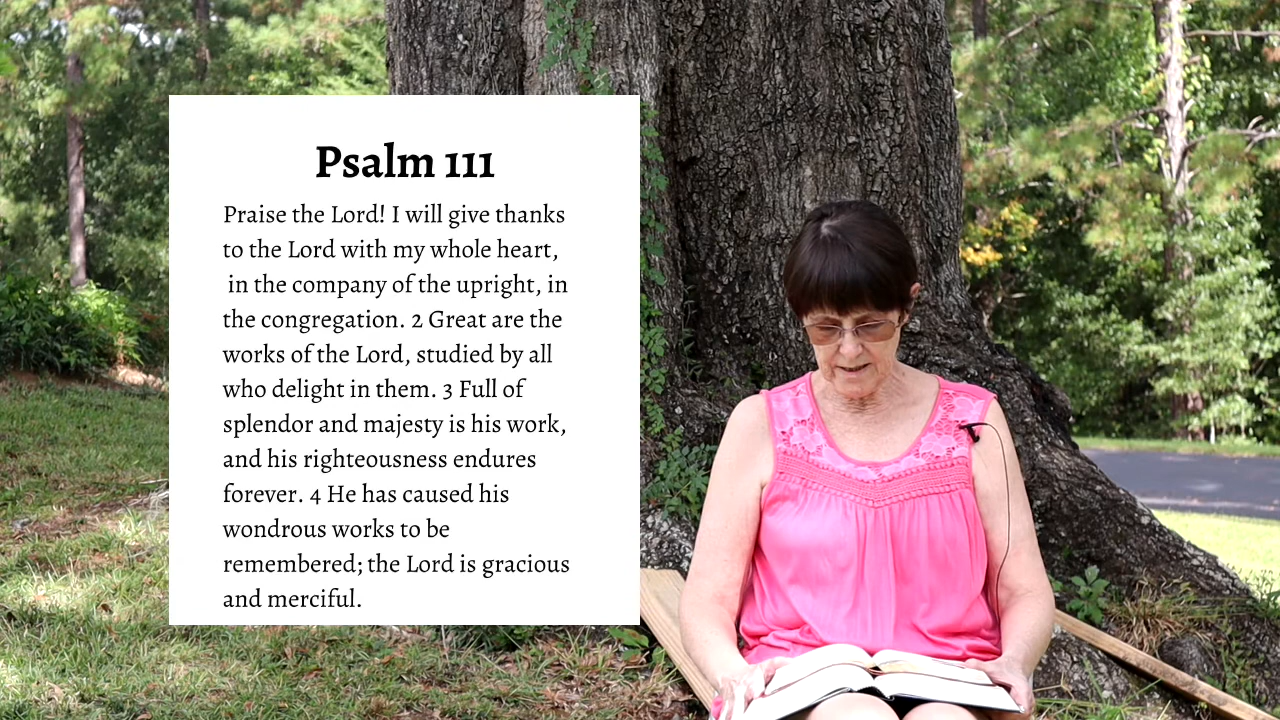 Psalm 111
Praise the Lord! I will give thanks
to the Lord with my whole heart,
in the company of the upright, in
the congregation. 2 Great are the
works of the Lord, studied by all
who delight in them. 3 Full of
splendor and majesty is his work,
and his righteousness endures
forever. 4 He has caused his
wondrous works to be
remembered; the Lord is gracious
and merciful.